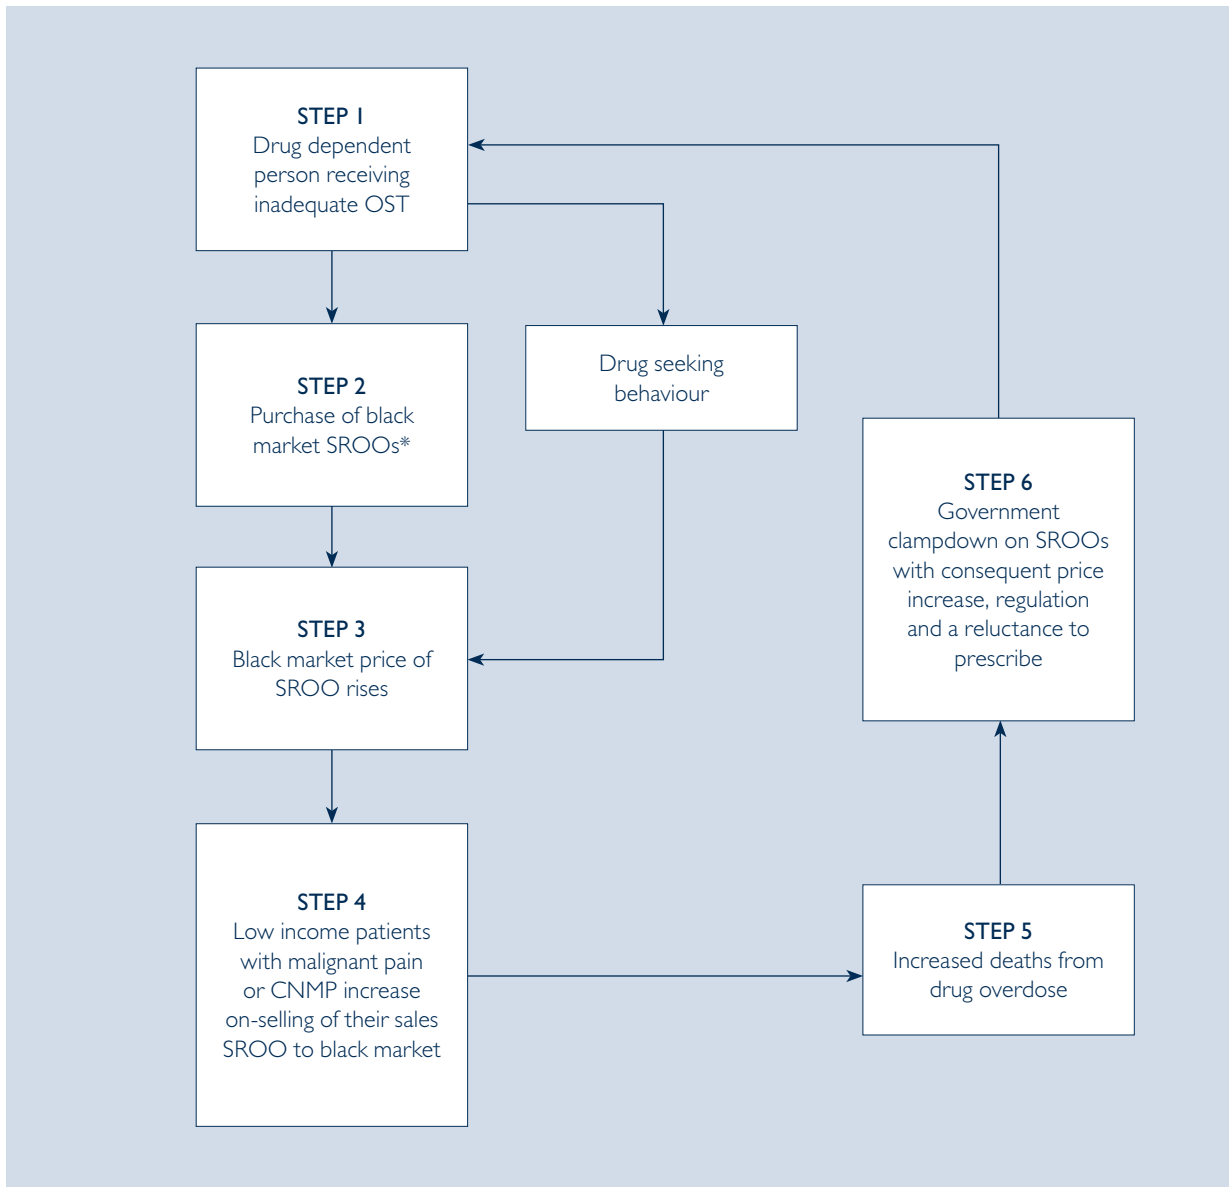 STEP 1
Drug dependent
person receiving
inadequate OST
STEP 2
Purchase of black
market SROOs*
Drug seeking
behaviour
STEP 3
Black market price of
SROO rises
STEP 4
Low income patients
with malignant pain
or CNMP increase
on-selling of their sales
SROO to black market
STEP 5
Increased deaths from
drug overdose
STEP 6
Government
clampdown on SROOs
with consequent price
increase, regulation
and a reluctance to
prescribe